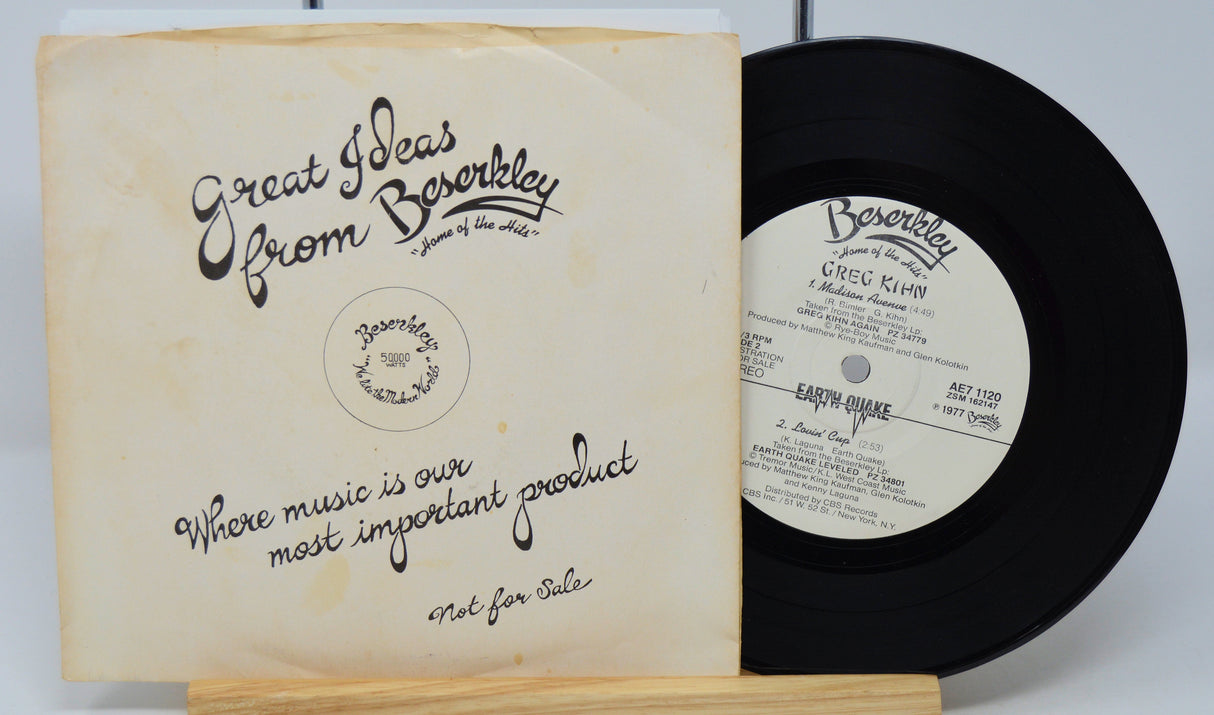 Great Ideas
from Beserkley
"Home of the Hits"
Beserkley
50,000
WATTS
"We like the Modern World"
Where music is our
most important product
Not for Sale
Beserkley
"Home of the Hits"
GREG KIHN
1. Madison Avenue (4:49)
(R. Bimler G. Kihn)
Taken from the Beserkley Lp:
GREG KIHN AGAIN PZ 34779
© Rye-Boy Music
Produced by Matthew King Kaufman and Glen Kolotkin
/3 RPM
DE 2
STRATION
OR SALE
REO
AE7 1120
ZSM 162147
℗ 1977 Beserkley
EARTH QUAKE
2. Lovin' Cup (2:53)
(K. Laguna Earth Quake)
Taken from the Beserkley Lp:
EARTH QUAKE LEVELED PZ 34801
© Tremor Music/K.L. West Coast Music
uced by Matthew King Kaufman, Glen Kolotkin
and Kenny Laguna
Distributed by CBS Records
CBS Inc. / 51 W. 52 St. / New York, N.Y.